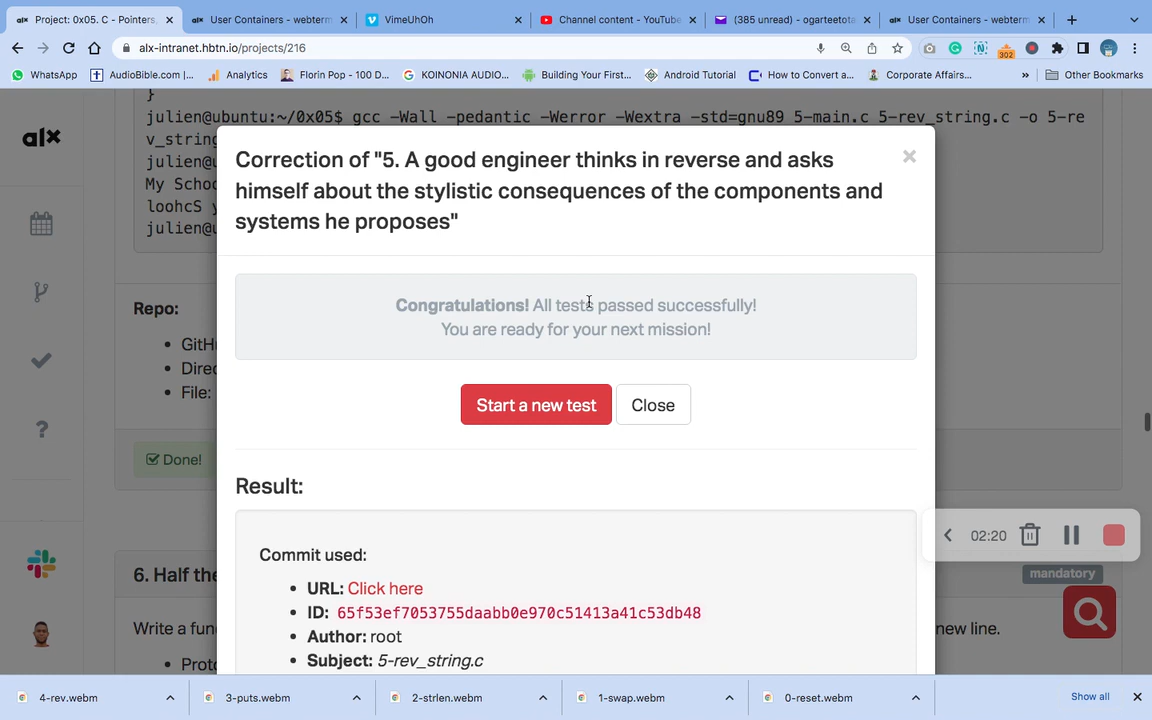 Project: 0x05. C - Pointers,
User Containers - webterm
VimeUhOh
Channel content - YouTube
(385 unread) - ogarteetota
User Containers - webterm
alx-intranet.hbtn.io/projects/216
302
WhatsApp
AudioBible.com |...
Analytics
Florin Pop - 100 D...
KOINONIA AUDIO...
Building Your First...
Android Tutorial
How to Convert a...
Corporate Affairs...
»
Other Bookmarks
alx
}
julien@ubuntu:~/0x05$ gcc -Wall -pedantic -Werror -Wextra -std=gnu89 5-main.c 5-rev_string.c -o 5-re
v_string
julien@u
My Schoo
loohcS y
julien@u
Correction of "5. A good engineer thinks in reverse and asks
himself about the stylistic consequences of the components and
systems he proposes"
×
Congratulations! All tests passed successfully!
You are ready for your next mission!
Start a new test
Close
Repo:
• GitH
• Direc
• File:
Done!
Result:
Commit used:
• URL: Click here
• ID: 65f53ef7053755daabb0e970c51413a41c53db48
• Author: root
• Subject: 5-rev_string.c
02:20
6. Half the
mandatory
Write a fun
new line.
• Proto
4-rev.webm
3-puts.webm
2-strlen.webm
1-swap.webm
0-reset.webm
Show all